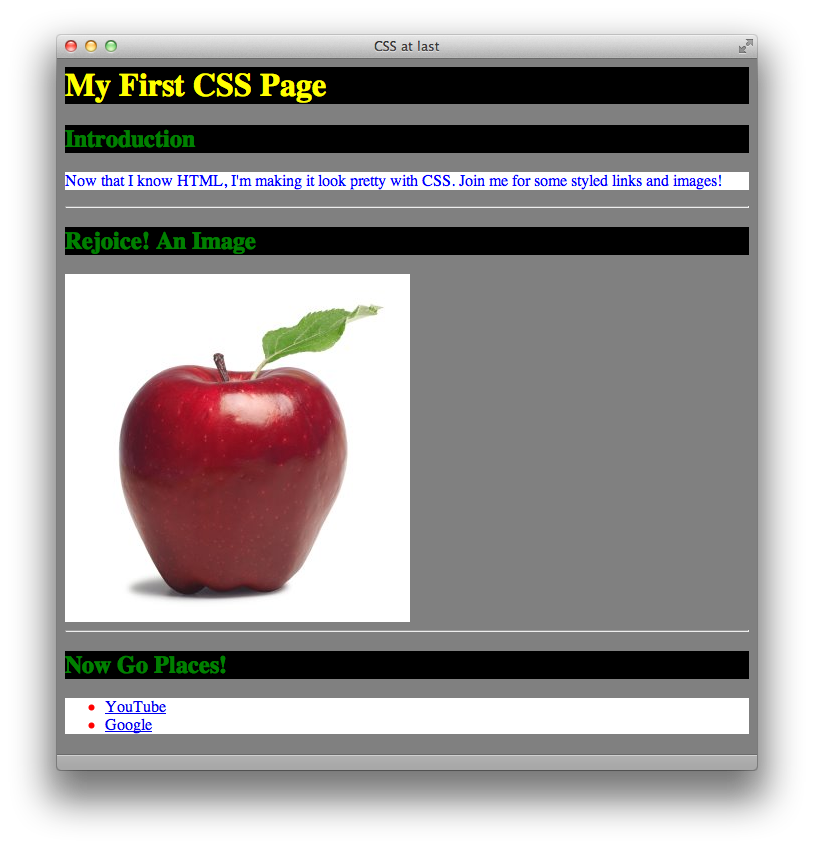 CSS at last
My First CSS Page
Introduction
Now that I know HTML, I'm making it look pretty with CSS. Join me for some styled links and images!
Rejoice! An Image
Now Go Places!
YouTube
Google